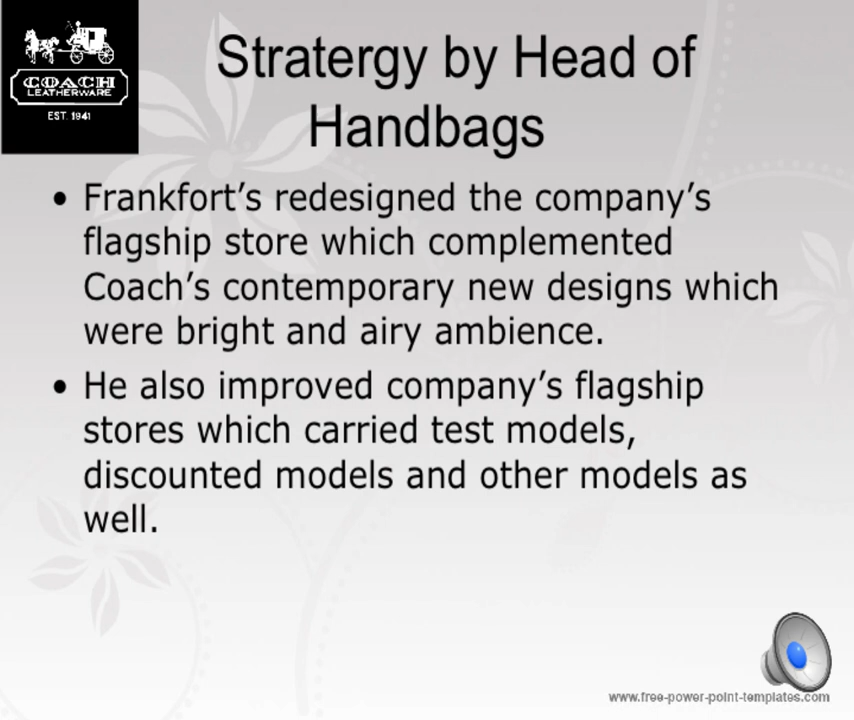 COACH
LEATHERWARE
EST. 1941
Stratergy by Head of
Handbags
• Frankfort's redesigned the company's
flagship store which complemented
Coach's contemporary new designs which
were bright and airy ambience.
• He also improved company's flagship
stores which carried test models,
discounted models and other models as
well.
www.free-power-point-templates.com